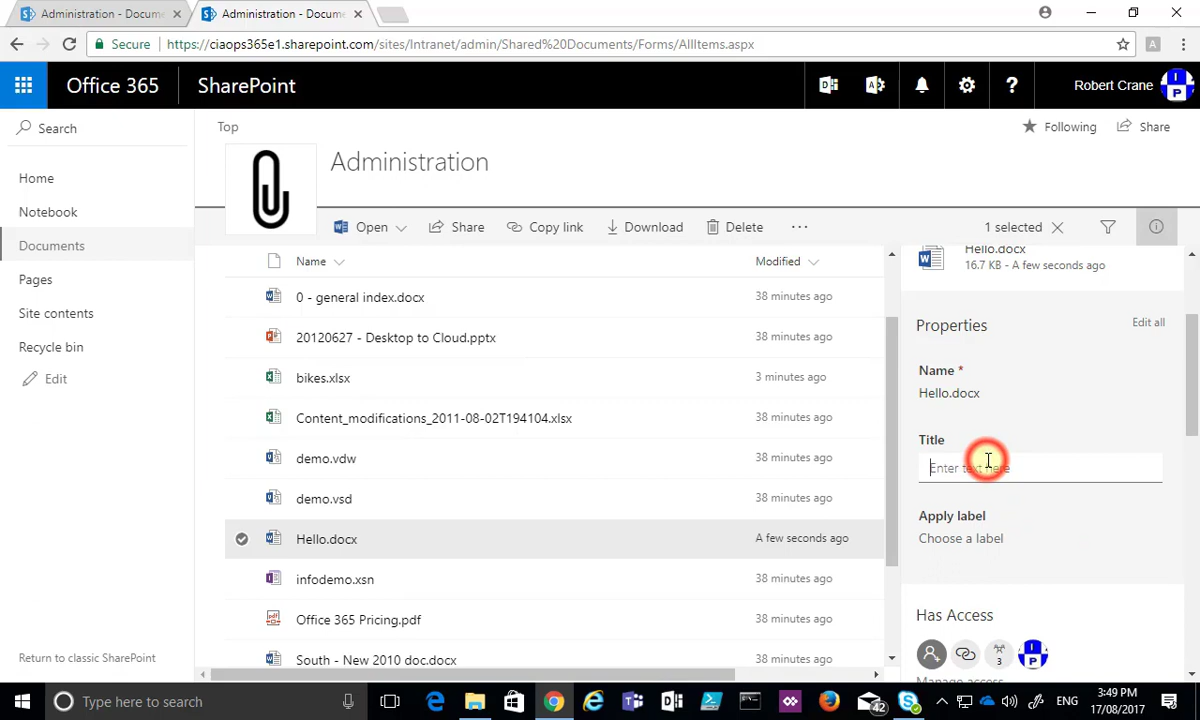 Administration - Docume
Administration - Docume
Secure
https://ciaops365e1.sharepoint.com/sites/Intranet/admin/Shared%20Documents/Forms/AllItems.aspx
A
Office 365
SharePoint
Robert Crane
I
P
Search
Top
Following
Share
Administration
Home
Notebook
Documents
Pages
Site contents
Recycle bin
Edit
Return to classic SharePoint
Open
Share
Copy link
Download
Delete
1 selected
Name
Modified
0 - general index.docx
38 minutes ago
20120627 - Desktop to Cloud.pptx
38 minutes ago
bikes.xlsx
3 minutes ago
Content_modifications_2011-08-02T194104.xlsx
38 minutes ago
demo.vdw
38 minutes ago
demo.vsd
38 minutes ago
Hello.docx
A few seconds ago
infodemo.xsn
38 minutes ago
Office 365 Pricing.pdf
38 minutes ago
South - New 2010 doc.docx
38 minutes ago
Hello.docx
16.7 KB - A few seconds ago
Properties
Edit all
Name *
Hello.docx
Title
Enter text here
Apply label
Choose a label
Has Access
3
I
P
Manage access
Type here to search
42
ENG
3:49 PM
17/08/2017